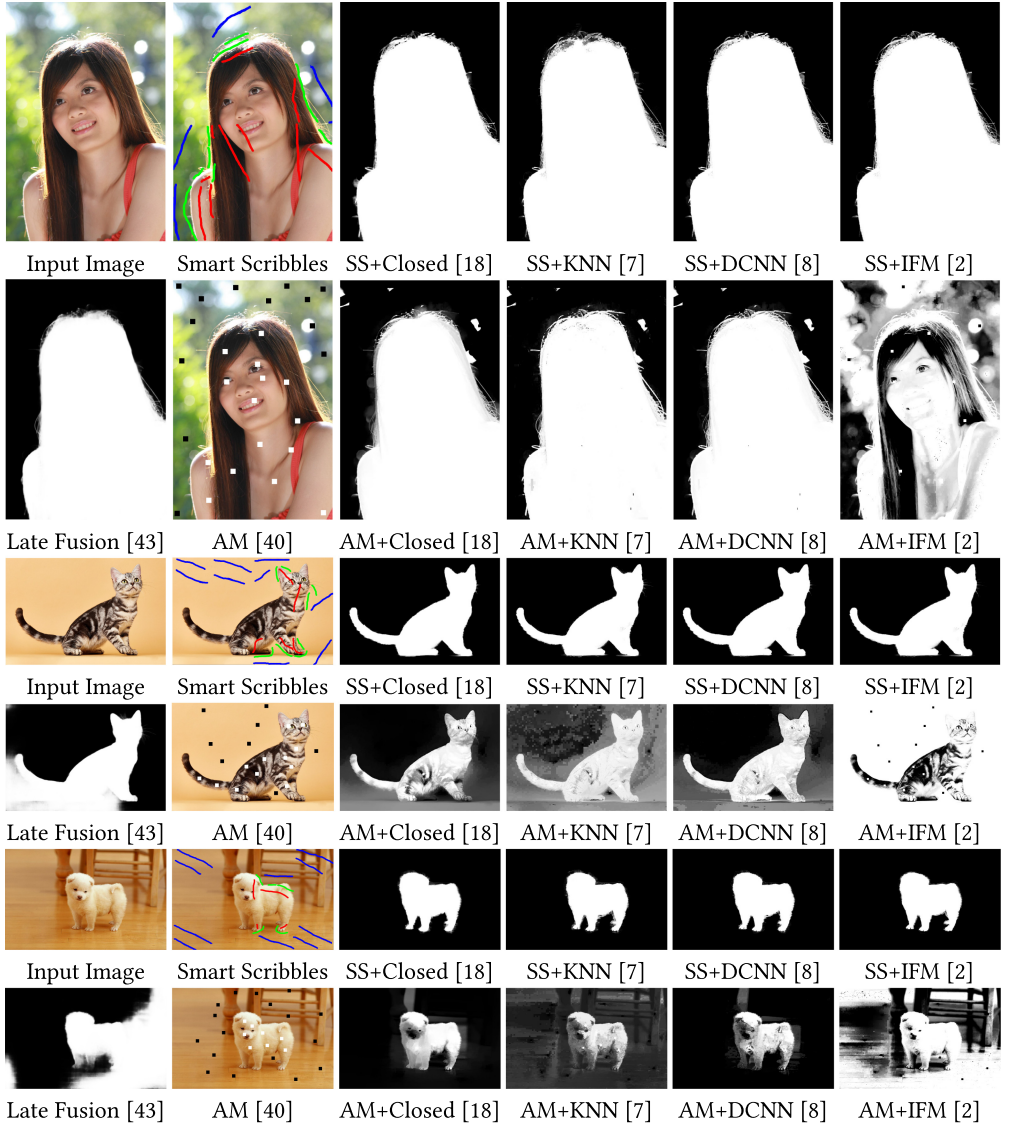 Input Image Smart Scribbles SS+Closed [18] SS+KNN [7] SS+DCNN [8] SS+IFM [2]
Late Fusion [43] AM [40] AM+Closed [18] AM+KNN [7] AM+DCNN [8] AM+IFM [2]
Input Image Smart Scribbles SS+Closed [18] SS+KNN [7] SS+DCNN [8] SS+IFM [2]
Late Fusion [43] AM [40] AM+Closed [18] AM+KNN [7] AM+DCNN [8] AM+IFM [2]
Input Image Smart Scribbles SS+Closed [18] SS+KNN [7] SS+DCNN [8] SS+IFM [2]
Late Fusion [43] AM [40] AM+Closed [18] AM+KNN [7] AM+DCNN [8] AM+IFM [2]